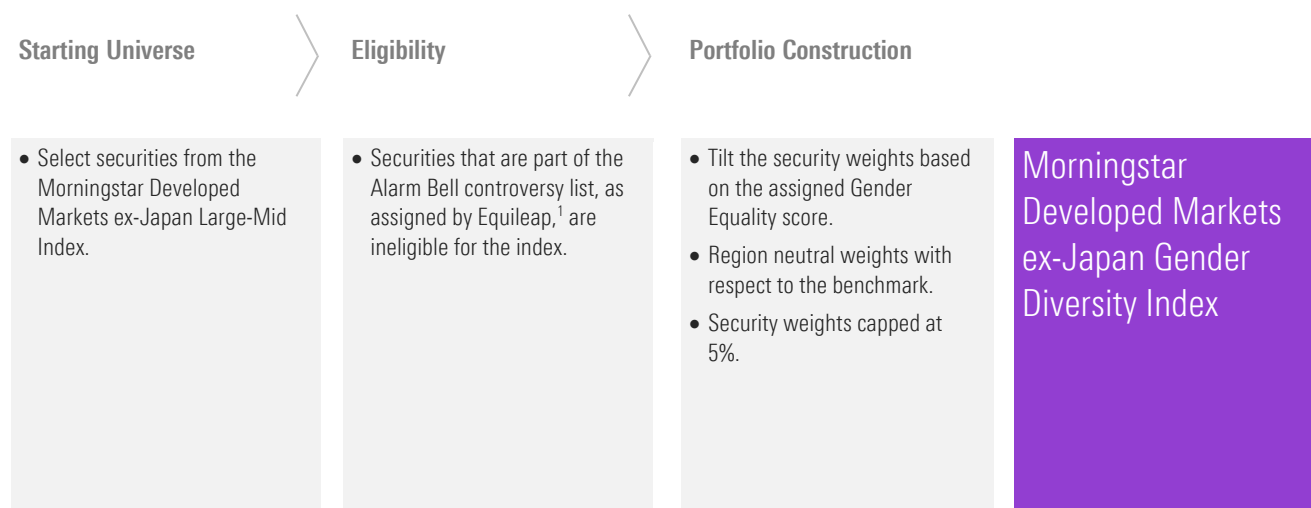 Starting Universe
Eligibility
Portfolio Construction
• Select securities from the
Morningstar Developed
Markets ex-Japan Large-Mid
Index.
• Securities that are part of the
Alarm Bell controversy list, as
assigned by Equileap,¹ are
ineligible for the index.
• Tilt the security weights based
on the assigned Gender
Equality score.
• Region neutral weights with
respect to the benchmark.
• Security weights capped at
5%.
Morningstar
Developed Markets
ex-Japan Gender
Diversity Index